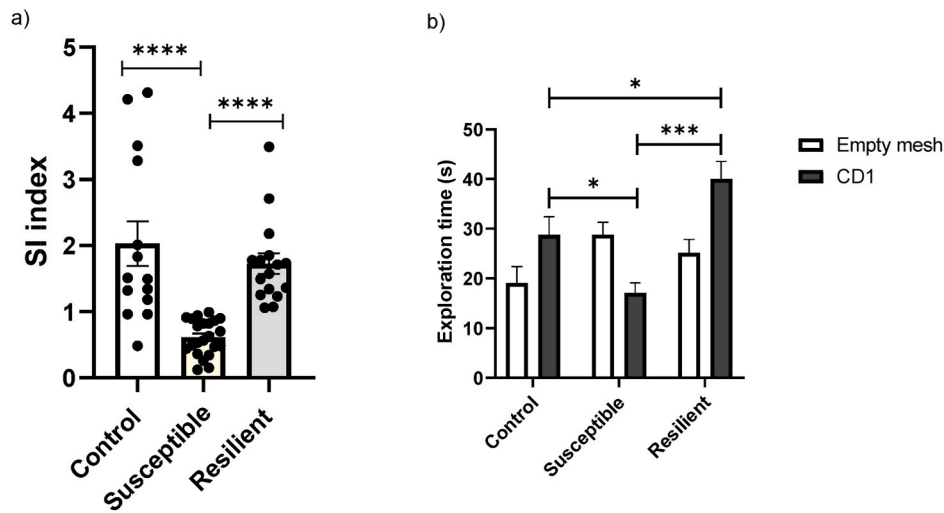 a)
SI index
5
4
3
2
1
0
****
****
Control
Susceptible
Resilient
b)
Exploration time (s)
50
40
30
20
10
0
*
***
*
Control
Susceptible
Resilient
Empty mesh
CD1